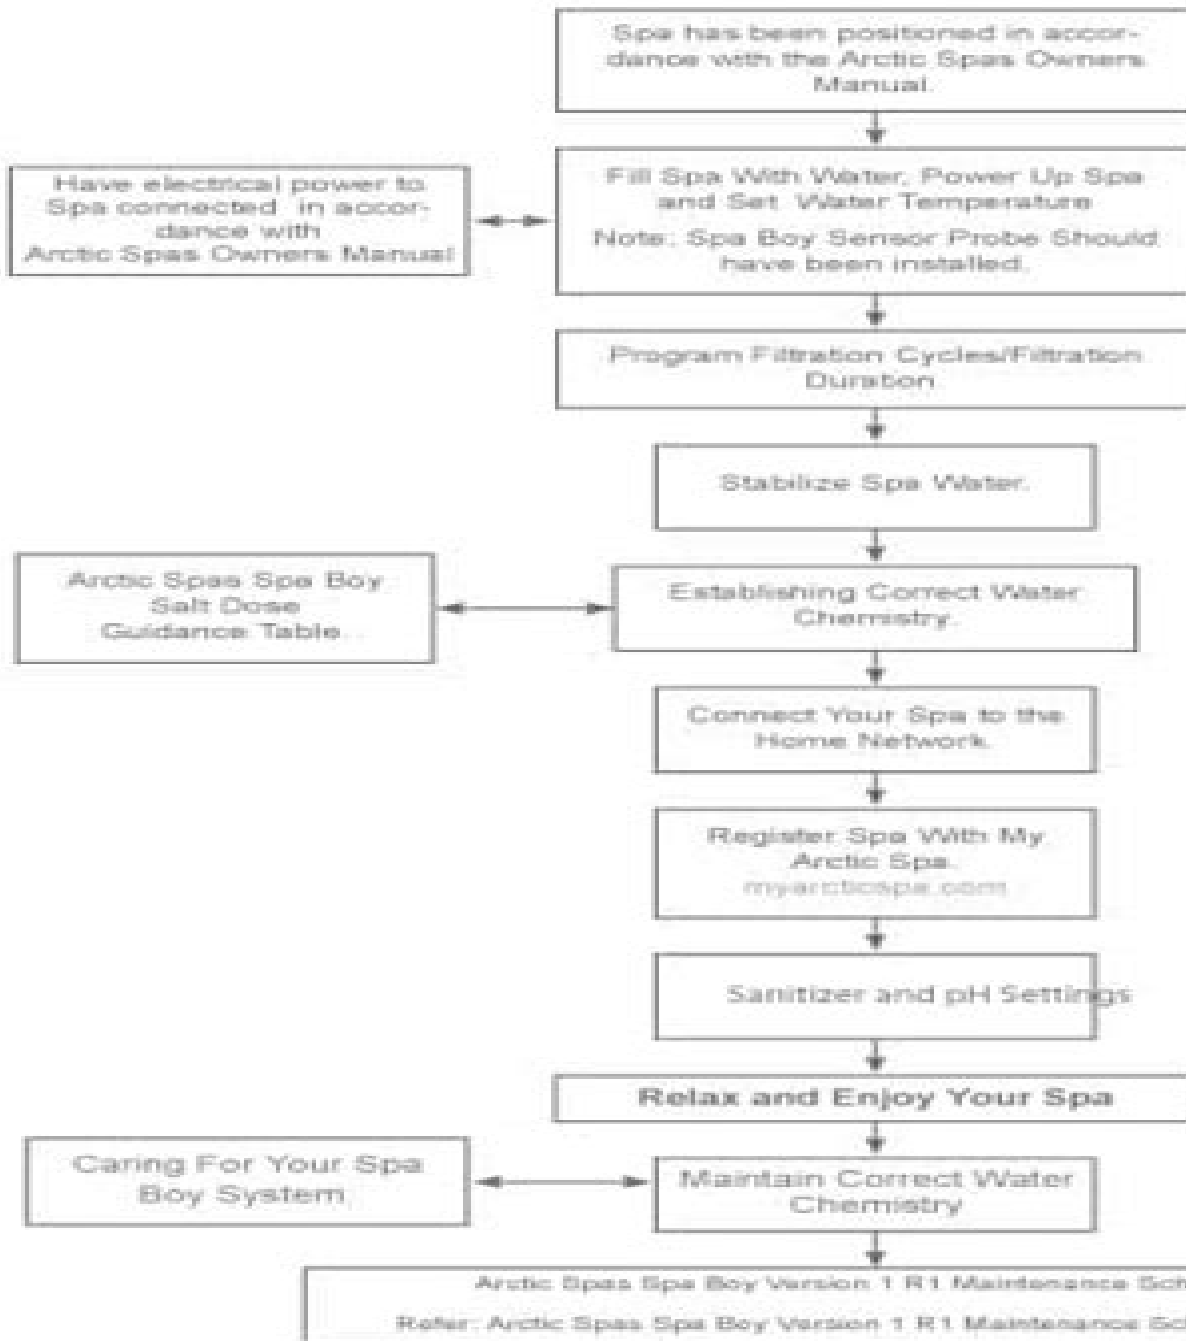 Spa has been positioned in accor-
dance with the Arctic Spas Owners
Manual.
Have electrical power to
Spa connected in accor-
dance with
Arctic Spas Owners Manual
Fill Spa With Water, Power Up Spa
and Set Water Temperature
Note: Spa Boy Sensor Probe Should
have been installed.
Program Filtration Cycles/Filtration
Duration
Stabilize Spa Water.
Arctic Spas Spa Boy
Salt Dose
Guidance Table.
Establishing Correct Water
Chemistry.
Connect Your Spa to the
Home Network.
Register Spa With My
Arctic Spa.
myarcticspa.com
Sanitizer and pH Settings
Relax and Enjoy Your Spa
Caring For Your Spa
Boy System
Maintain Correct Water
Chemistry
Arctic Spas Spa Boy Version 1 R1 Maintenance Sch
Refer: Arctic Spas Spa Boy Version 1 R1 Maintenance Sch